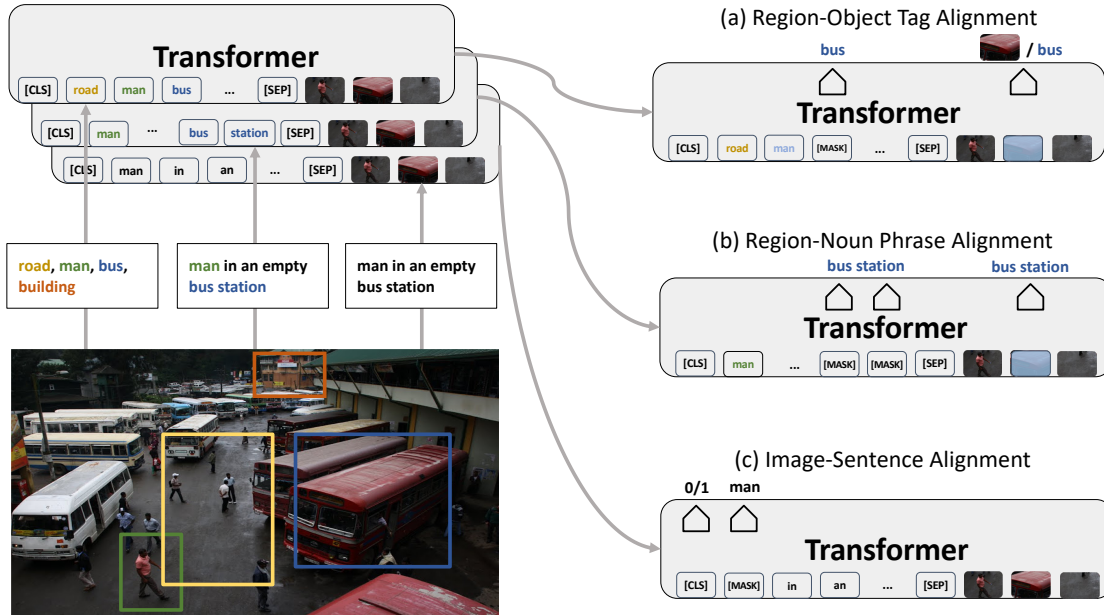 Transformer
[CLS] road man bus ... [SEP]
[CLS] man ... bus station [SEP]
[CLS] man in an ... [SEP]
road, man, bus,
building
man in an empty
bus station
man in an empty
bus station
(a) Region-Object Tag Alignment
bus / bus
Transformer
[CLS] road man [MASK] ... [SEP]
(b) Region-Noun Phrase Alignment
bus station bus station
Transformer
[CLS] man ... [MASK] [MASK] [SEP]
(c) Image-Sentence Alignment
0/1 man
Transformer
[CLS] [MASK] in an ... [SEP]